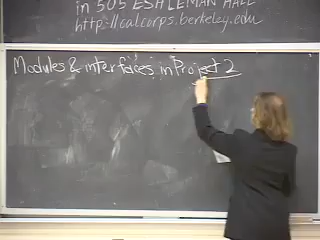 in 505 ESHLEMAN HALL
http://calcorps.berkeley.edu
Modules & interfaces in Project 2